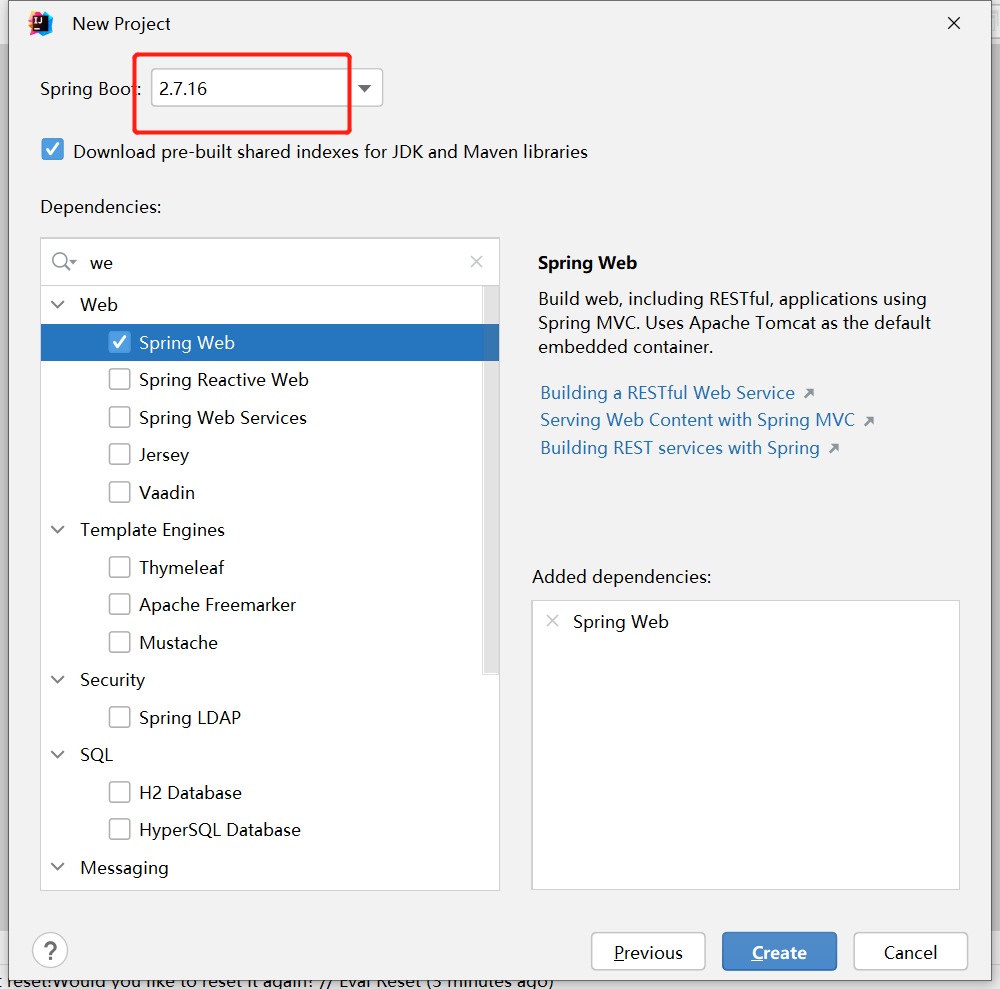 New Project
Spring Boot: 2.7.16
Download pre-built shared indexes for JDK and Maven libraries
Dependencies:
we
Web
Spring Web
Spring Reactive Web
Spring Web Services
Jersey
Vaadin
Template Engines
Thymeleaf
Apache Freemarker
Mustache
Security
Spring LDAP
SQL
H2 Database
HyperSQL Database
Messaging
Spring Web
Build web, including RESTful, applications using
Spring MVC. Uses Apache Tomcat as the default
embedded container.
Building a RESTful Web Service
Serving Web Content with Spring MVC
Building REST services with Spring
Added dependencies:
Spring Web
?
Previous
Create
Cancel
reset!Would you like to reset it again? // Eval Reset (5 minutes ago)